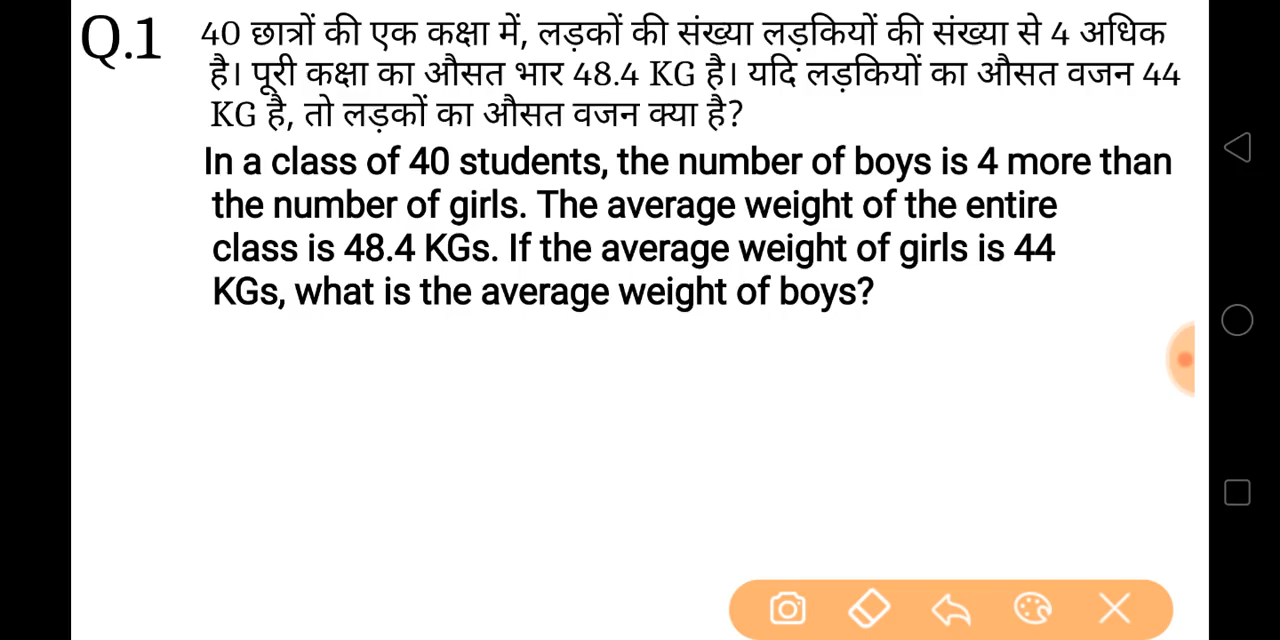 Q.1 40 छात्रों की एक कक्षा में, लड़कों की संख्या लड़कियों की संख्या से 4 अधिक
है। पूरी कक्षा का औसत भार 48.4 KG है। यदि लड़कियों का औसत वजन 44
KG है, तो लड़कों का औसत वजन क्या है?
In a class of 40 students, the number of boys is 4 more than
the number of girls. The average weight of the entire
class is 48.4 KGs. If the average weight of girls is 44
KGs, what is the average weight of boys?